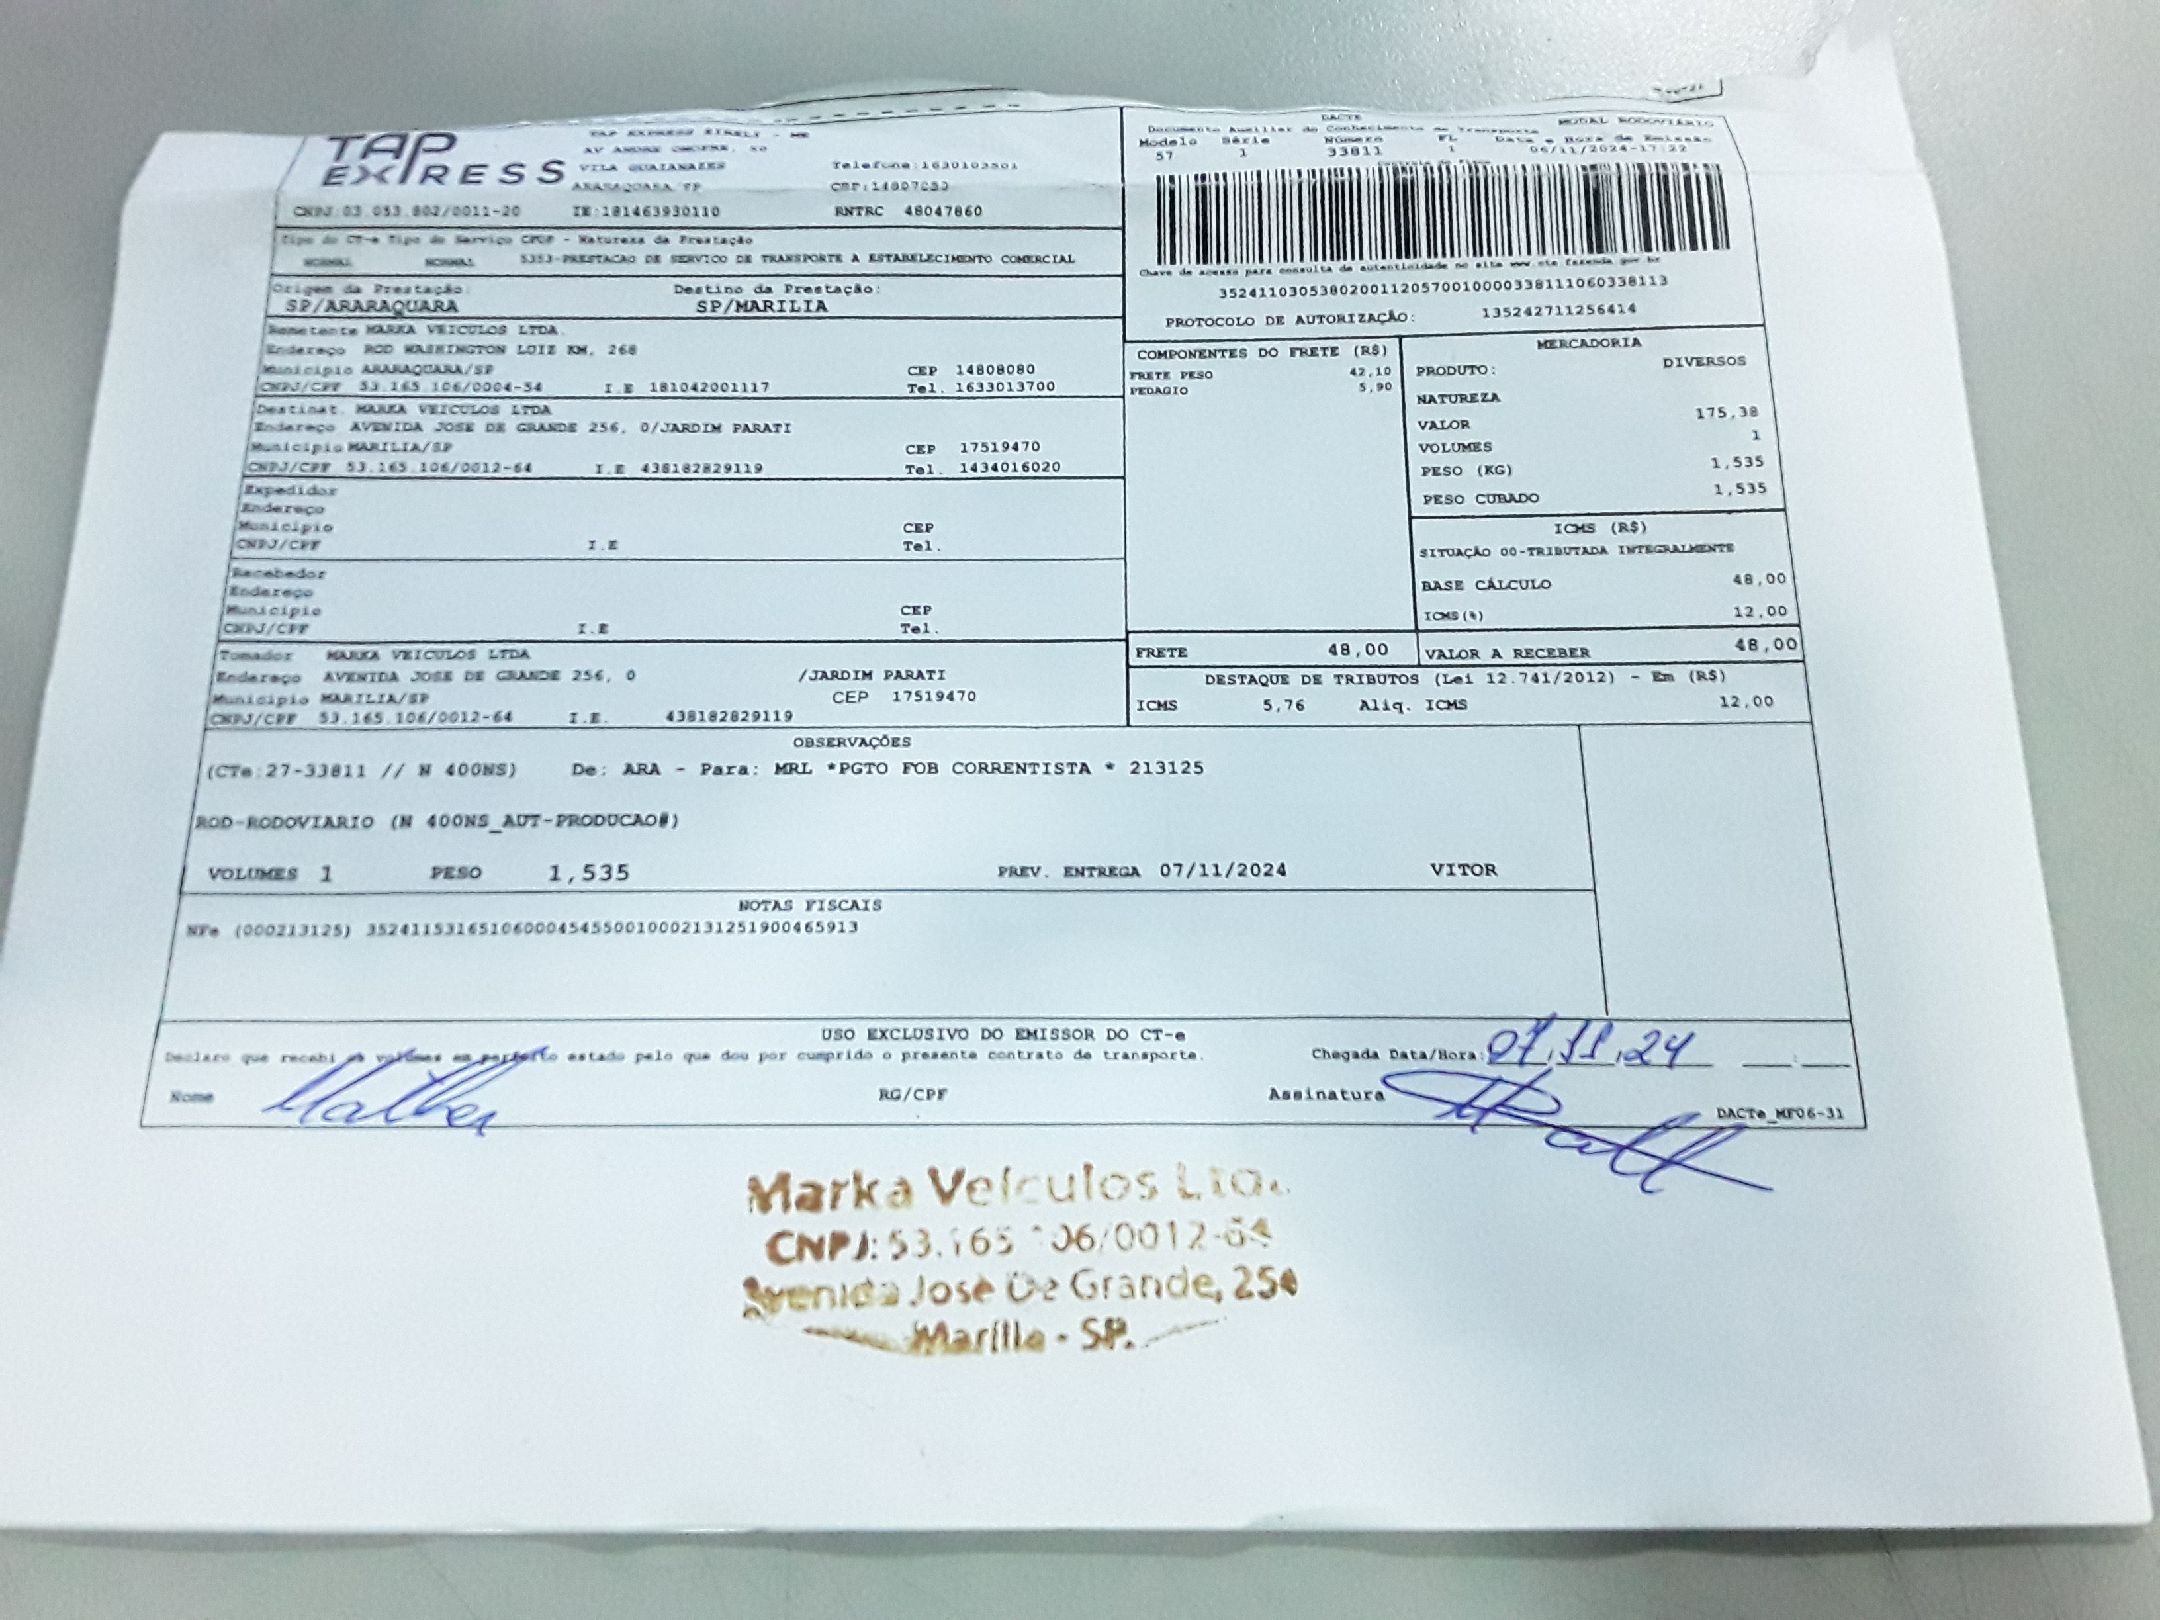 TAP EXPRESS
TAP EXPRESS EIRELI - ME
VILA GUAIANAZES
Telefone:1630103501
ARARAQUARA/SP
CNPJ:03.053.802/0011-20 IE:181463930110 RNTRC 48047860
Tipo do CT-e Tipo do Serviço CFOP - Natureza da Prestação
NORMAL NORMAL 5353-PRESTACAO DE SERVICO DE TRANSPORTE A ESTABELECIMENTO COMERCIAL
Origem da Prestação: Destino da Prestação:
SP/ARARAQUARA SP/MARILIA
Remetente MARKA VEICULOS LTDA.
Endereço ROD WASHINGTON LUIZ KM, 268
Município ARARAQUARA/SP CEP 14808080
CNPJ/CPF 53.165.106/0004-54 I.E 181042001117 Tel. 1633013700
Destinat. MARKA VEICULOS LTDA
Endereço AVENIDA JOSE DE GRANDE 256, 0/JARDIM PARATI
Município MARILIA/SP CEP 17519470
CNPJ/CPF 53.165.106/0012-64 I.E 438182829119 Tel. 1434016020
Expedidor
Endereço
Município CEP
CNPJ/CPF I.E Tel.
Recebedor
Endereço
Município CEP
CNPJ/CPF I.E Tel.
Tomador MARKA VEICULOS LTDA
Endereço AVENIDA JOSE DE GRANDE 256, 0 /JARDIM PARATI
Município MARILIA/SP CEP 17519470
CNPJ/CPF 53.165.106/0012-64 I.E. 438182829119
DACTE MODAL RODOVIÁRIO
Documento Auxiliar do Conhecimento de Transporte
Modelo Série Número FL Data e Hora de Emissão
57 1 33811 1 06/11/2024-17:22
Chave de acesso para consulta de autenticidade no site www.cte.fazenda.gov.br
35241103053802001120570010000338111060338113
PROTOCOLO DE AUTORIZAÇÃO: 135242711256414
COMPONENTES DO FRETE (R$)
FRETE PESO 42,10
PEDAGIO 5,90
MERCADORIA
PRODUTO: DIVERSOS
NATUREZA
VALOR 175,38
VOLUMES 1
PESO (KG) 1,535
PESO CUBADO 1,535
ICMS (R$)
SITUAÇÃO 00-TRIBUTADA INTEGRALMENTE
BASE CÁLCULO 48,00
ICMS(%) 12,00
FRETE 48,00 VALOR A RECEBER 48,00
DESTAQUE DE TRIBUTOS (Lei 12.741/2012) - Em (R$)
ICMS 5,76 Aliq. ICMS 12,00
OBSERVAÇÕES
(CTe:27-33811 // N 400NS) De: ARA - Para: MRL *PGTO FOB CORRENTISTA * 213125
ROD-RODOVIARIO (N 400NS_AUT-PRODUCAO#)
VOLUMES 1 PESO 1,535 PREV. ENTREGA 07/11/2024 VITOR
NOTAS FISCAIS
NFe (000213125) 35241153165106000454550010002131251900465913
USO EXCLUSIVO DO EMISSOR DO CT-e
Declaro que recebi os volumes em perfeito estado pelo que dou por cumprido o presente contrato de transporte. Chegada Data/Hora: 07.11.24
Nome RG/CPF Assinatura
DACTe_MF06-31
Marka Veículos Ltda.
CNPJ:53.165.106/0012-64
Avenida José De Grande, 256
Marília - SP.